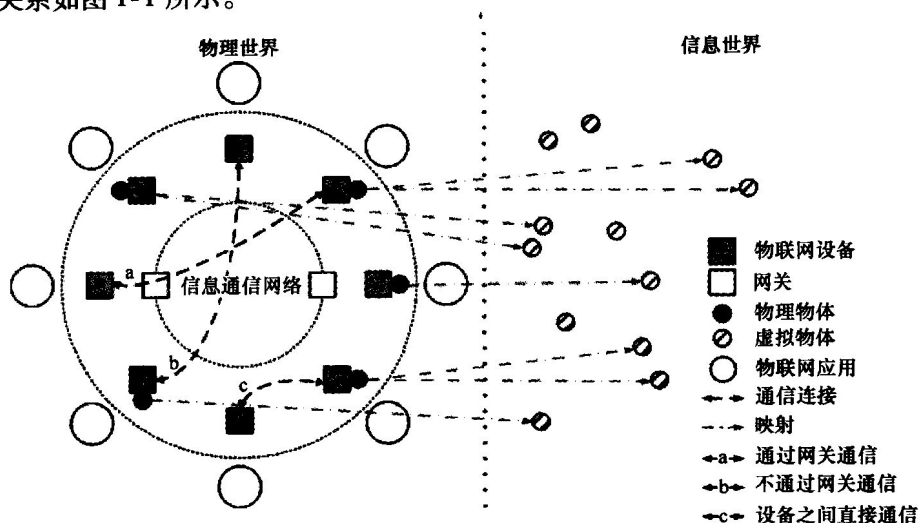 关系如图 1-1 所示。
物理世界
信息世界
a
信息通信网络
b
c
物联网设备
网关
物理物体
虚拟物体
物联网应用
通信连接
映射
a 通过网关通信
b 不通过网关通信
c 设备之间直接通信